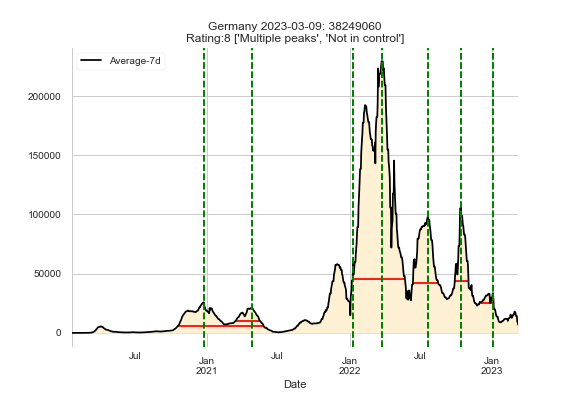 Germany 2023-03-09: 38249060
Rating:8 ['Multiple peaks', 'Not in control']
Average-7d
200000
150000
100000
50000
0
Jul
Jan
2021
Jul
Jan
2022
Jul
Jan
2023
Date